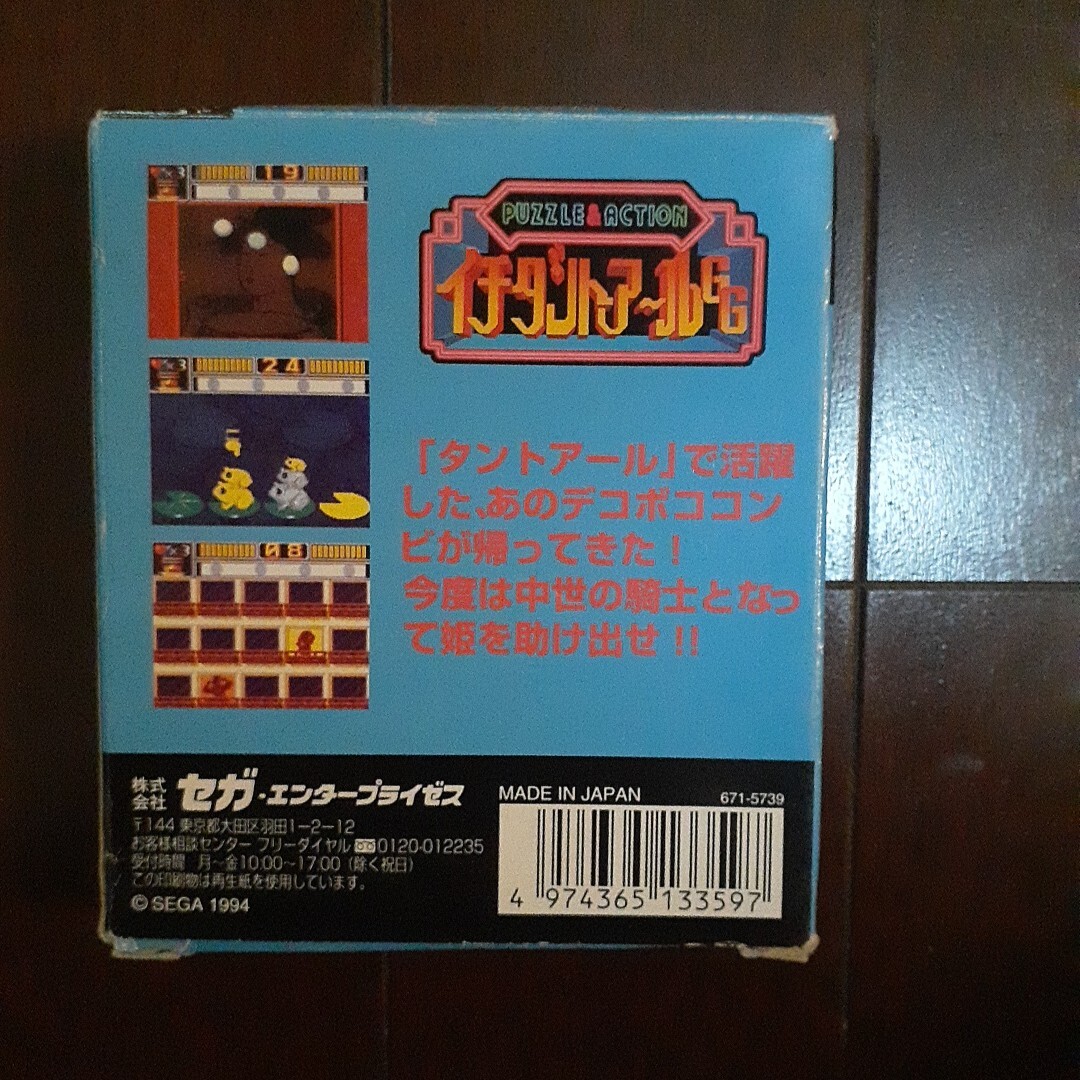 ×3 19
PUZZLE & ACTION
イチダントアールGG
×3 24
×3 08
「タントアール」で活躍
した、あのデコボココン
ビが帰ってきた！
今度は中世の騎士となっ
て姫を助け出せ!!
株式会社 セガ・エンタープライゼス
〒144 東京都大田区羽田1-2-12
お客様相談センター フリーダイヤル 0120-012235
受付時間 月〜金10:00〜17:00（除く祝日）
この印刷物は再生紙を使用しています。
© SEGA 1994
MADE IN JAPAN 671-5739
4 974365 133597